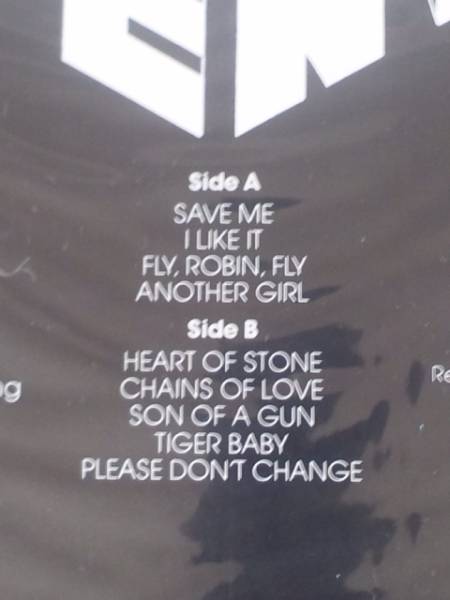 EN
Side A
SAVE ME
I LIKE IT
FLY, ROBIN, FLY
ANOTHER GIRL
Side B
HEART OF STONE
CHAINS OF LOVE
SON OF A GUN
TIGER BABY
PLEASE DON'T CHANGE